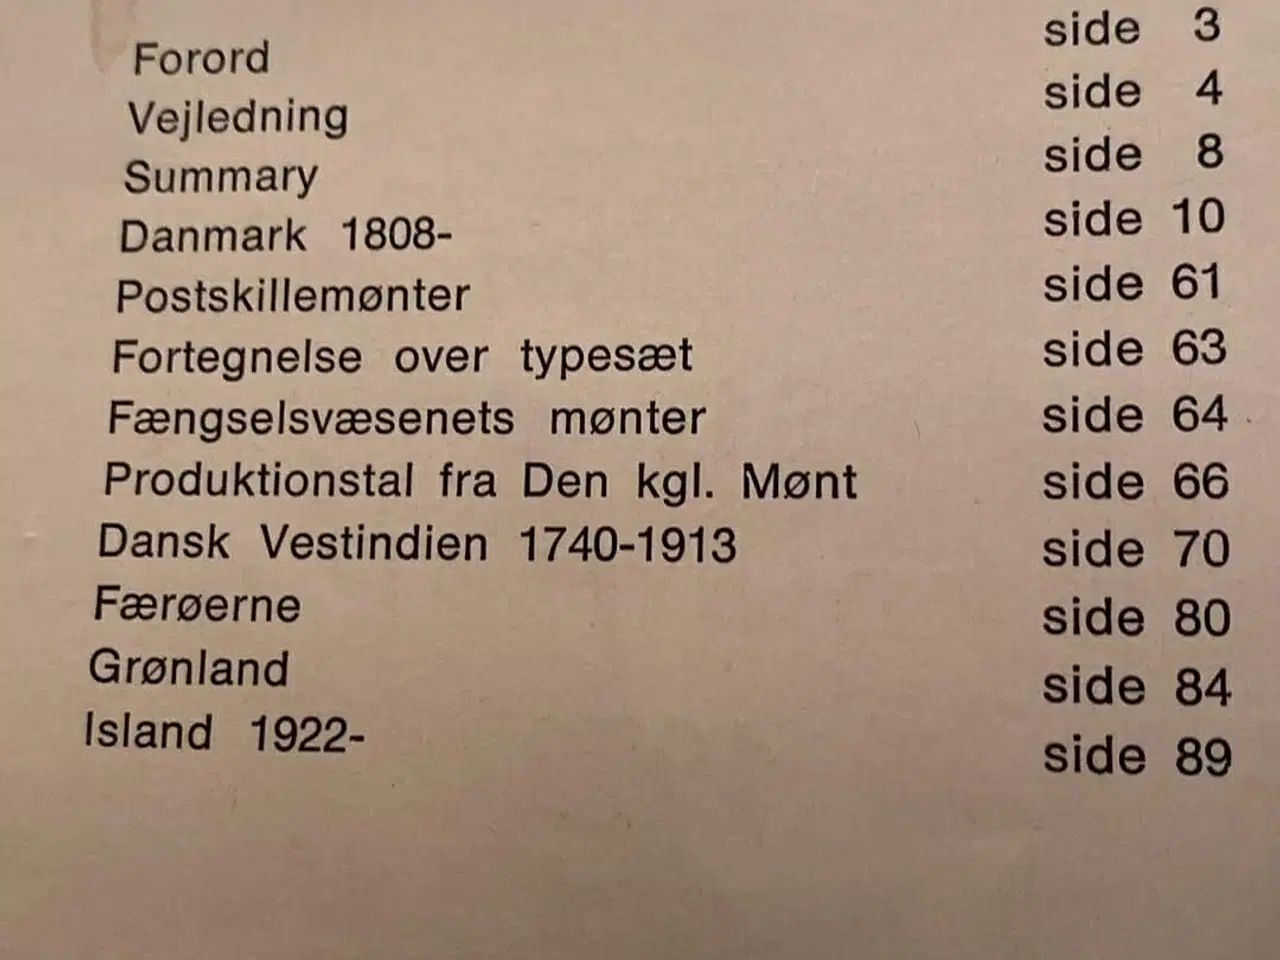 Forord side 3
Vejledning side 4
Summary side 8
Danmark 1808- side 10
Postskillemønter side 61
Fortegnelse over typesæt side 63
Fængselsvæsenets mønter side 64
Produktionstal fra Den kgl. Mønt side 66
Dansk Vestindien 1740-1913 side 70
Færøerne side 80
Grønland side 84
Island 1922- side 89